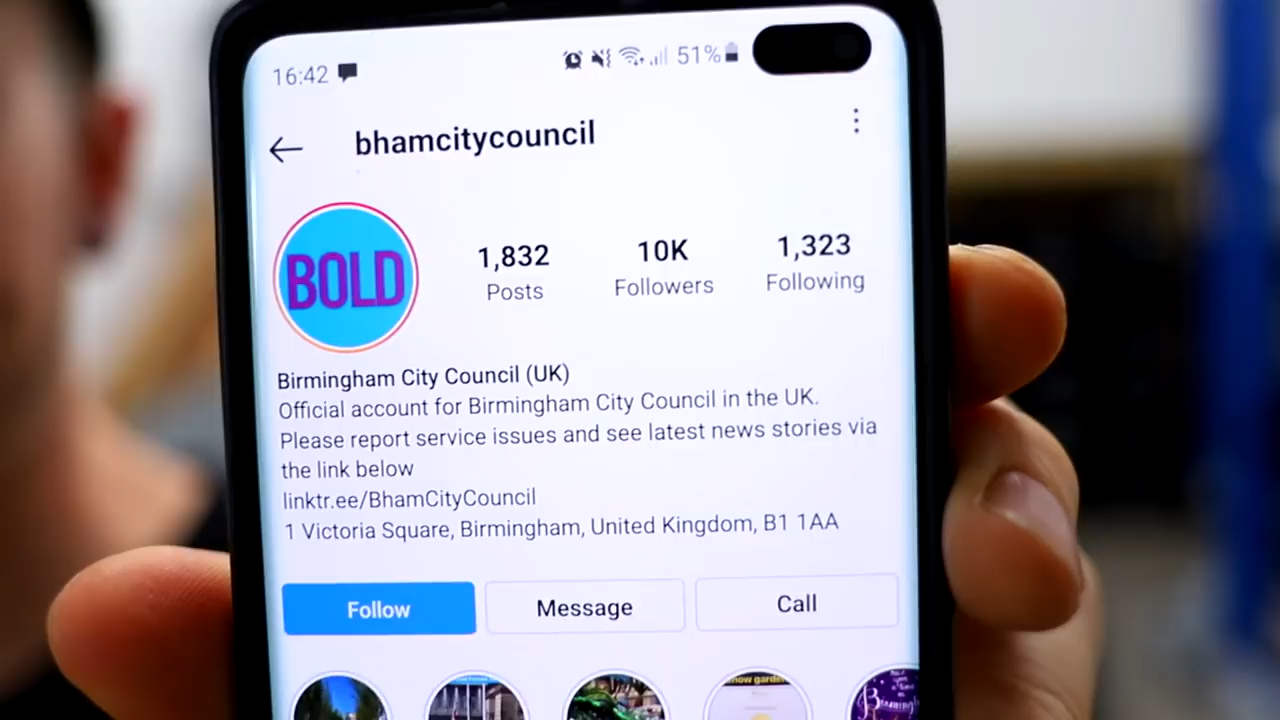 16:42 51%
bhamcitycouncil
BOLD
1,832 10K 1,323
Posts Followers Following
Birmingham City Council (UK)
Official account for Birmingham City Council in the UK.
Please report service issues and see latest news stories via
the link below
linktr.ee/BhamCityCouncil
1 Victoria Square, Birmingham, United Kingdom, B1 1AA
Follow Message Call